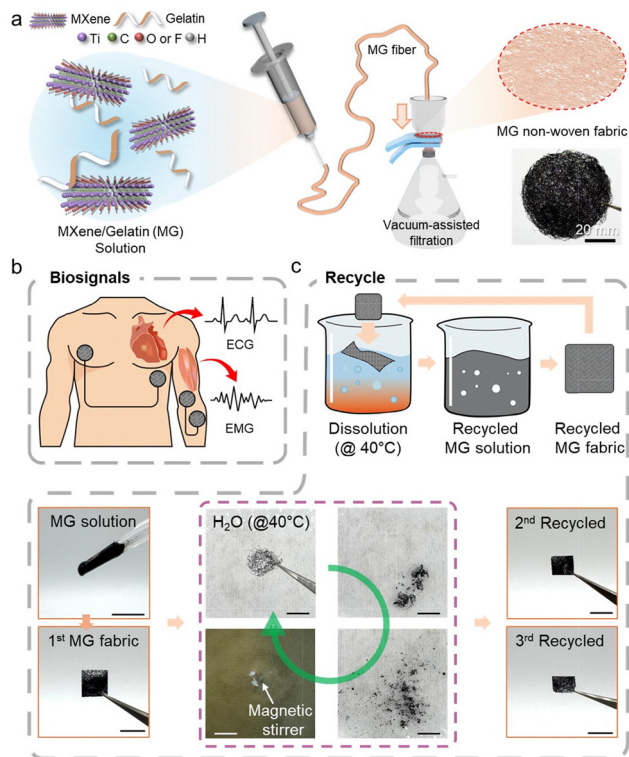 a
MXene
Gelatin
Ti C O or F H
MXene/Gelatin (MG)
Solution
MG fiber
Vacuum-assisted
filtration
MG non-woven fabric
20 mm
b
Biosignals
ECG
EMG
c
Recycle
Dissolution
(@ 40°C)
Recycled
MG solution
Recycled
MG fabric
MG solution
1st MG fabric
H2O (@40°C)
Magnetic
stirrer
2nd Recycled
3rd Recycled